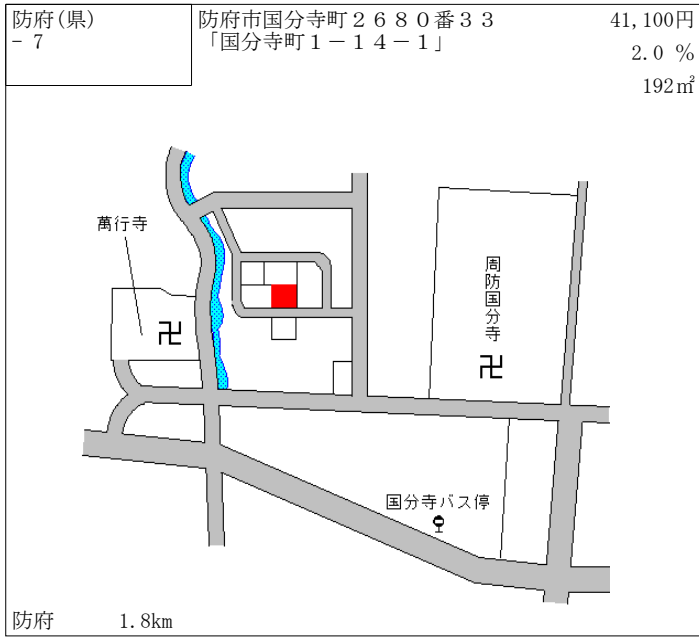 防府(県)
- 7
防府市国分寺町２６８０番３３
「国分寺町１－１４－１」
41,100円
2.0 %
192㎡
萬行寺
卍
周防国分寺
卍
国分寺バス停
防府 1.8km